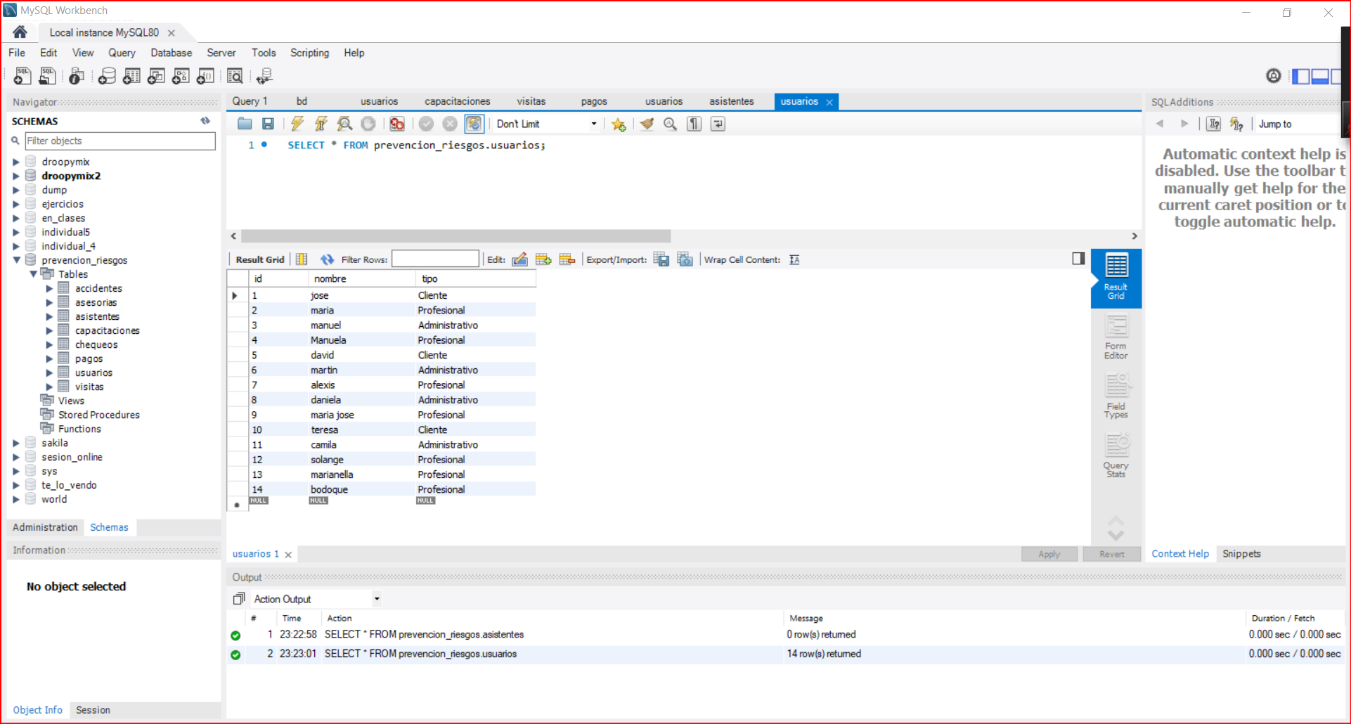 MySQL Workbench
Local instance MySQL80
File Edit View Query Database Server Tools Scripting Help
Navigator
SCHEMAS
Filter objects
droopymix
droopymix2
dump
ejercicios
en_clases
individual5
individual_4
prevencion_riesgos
Tables
accidentes
asesorias
asistentes
capacitaciones
chequeos
pagos
usuarios
visitas
Views
Stored Procedures
Functions
sakila
sesion_online
sys
te_lo_vendo
world
Administration Schemas
Information
No object selected
Object Info Session
Query 1 bd usuarios capacitaciones visitas pagos usuarios asistentes usuarios
Don't Limit
1 SELECT * FROM prevencion_riesgos.usuarios;
Result Grid Filter Rows: Edit: Export/Import: Wrap Cell Content:
id nombre tipo
1 jose Cliente
2 maria Profesional
3 manuel Administrativo
4 Manuela Profesional
5 david Cliente
6 martin Administrativo
7 alexis Profesional
8 daniela Administrativo
9 maria jose Profesional
10 teresa Cliente
11 camila Administrativo
12 solange Profesional
13 marianella Profesional
14 bodoque Profesional
NULL NULL NULL
Result
Grid
Form
Editor
Field
Types
Query
Stats
usuarios 1 Apply Revert
SQLAdditions
Jump to
Automatic context help is
disabled. Use the toolbar t
manually get help for the
current caret position or to
toggle automatic help.
Context Help Snippets
Output
Action Output
# Time Action Message Duration / Fetch
1 23:22:58 SELECT * FROM prevencion_riesgos.asistentes 0 row(s) returned 0.000 sec / 0.000 sec
2 23:23:01 SELECT * FROM prevencion_riesgos.usuarios 14 row(s) returned 0.000 sec / 0.000 sec